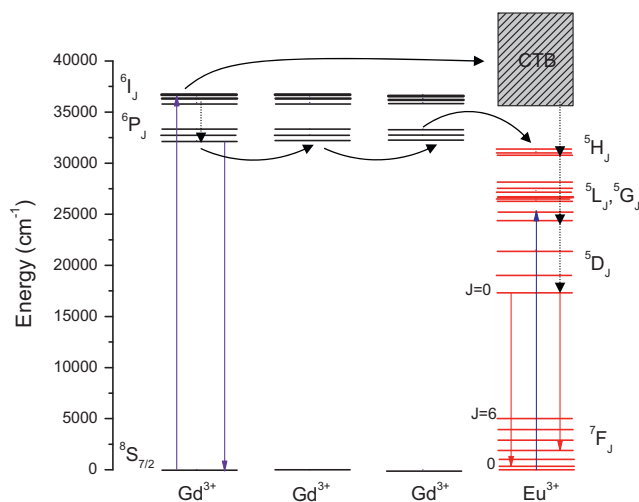 40000
35000
30000
25000
20000
15000
10000
5000
0
Energy (cm⁻¹)
⁶I_J
⁶P_J
⁸S₇/₂
CTB
⁵H_J
⁵L_J, ⁵G_J
⁵D_J
J=0
J=6
⁷F_J
0
Gd³⁺
Gd³⁺
Gd³⁺
Eu³⁺